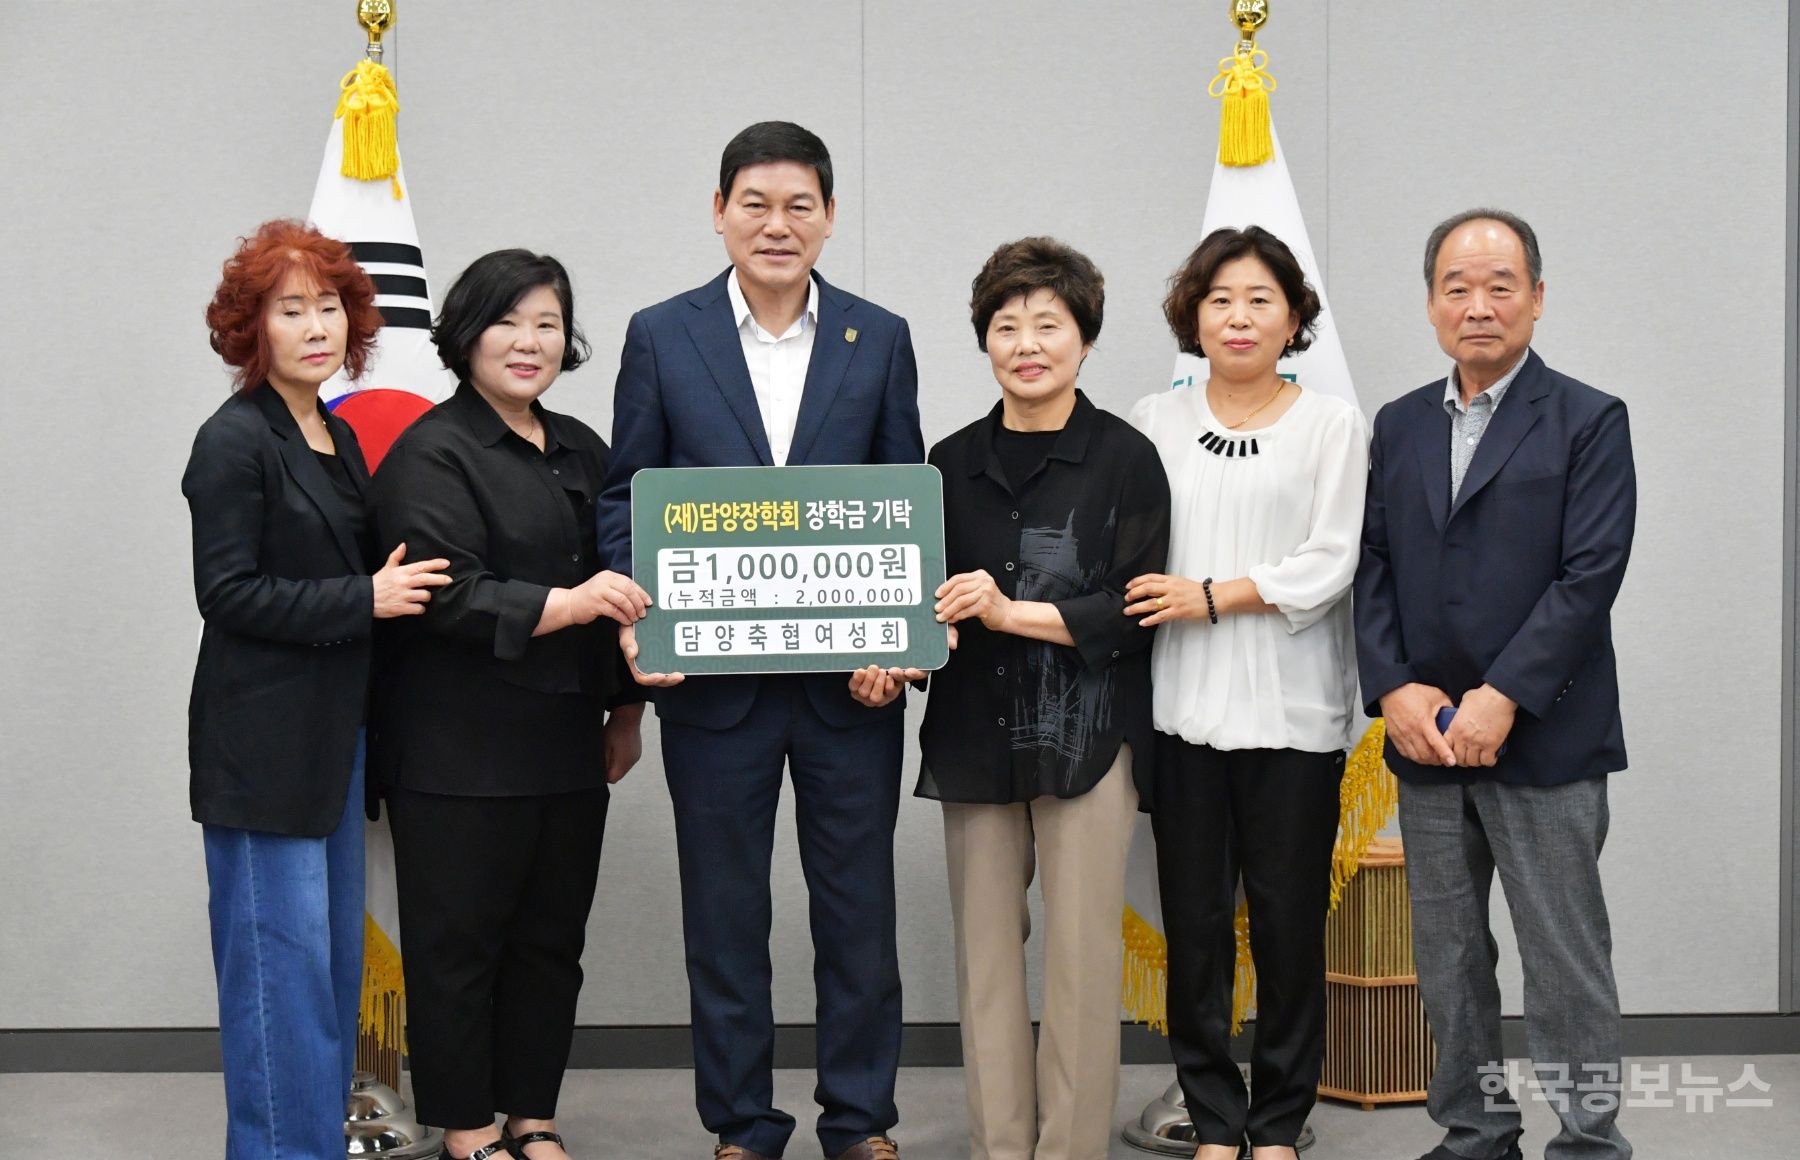 (재)담양장학회 장학금 기탁
금1,000,000원
(누적금액 : 2,000,000)
담양축협여성회
한국공보뉴스